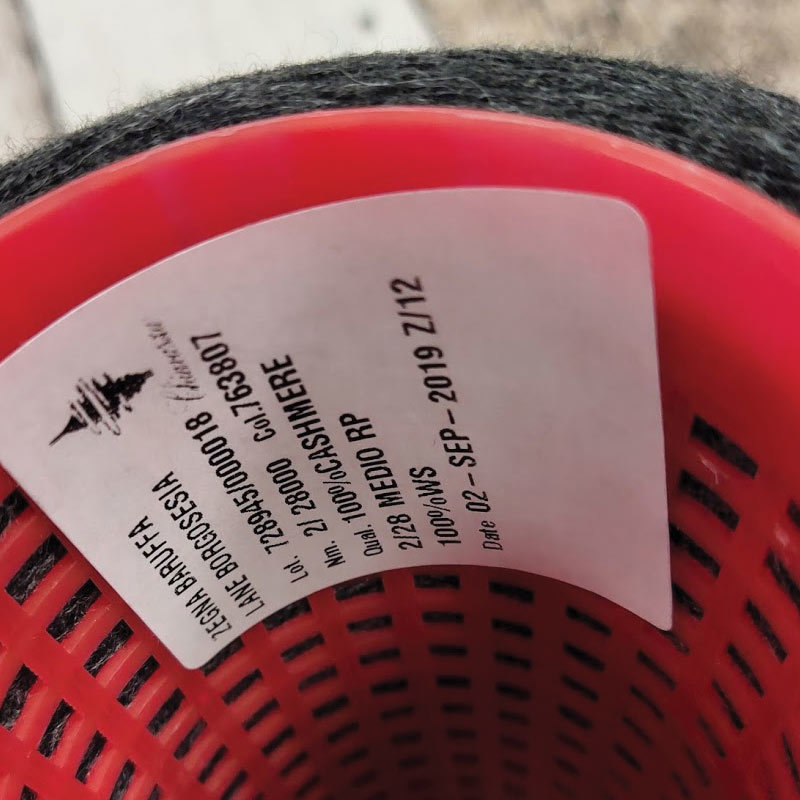 ZEGNA BARUFFA
LANE BORGOSESIA
Lot. 728945/000018
Nm. 2/ 28000 Col.763807
Qual. 100%CASHMERE
2/28 MEDIO RP
100%WS
Date 02-SEP-2019 Z/12